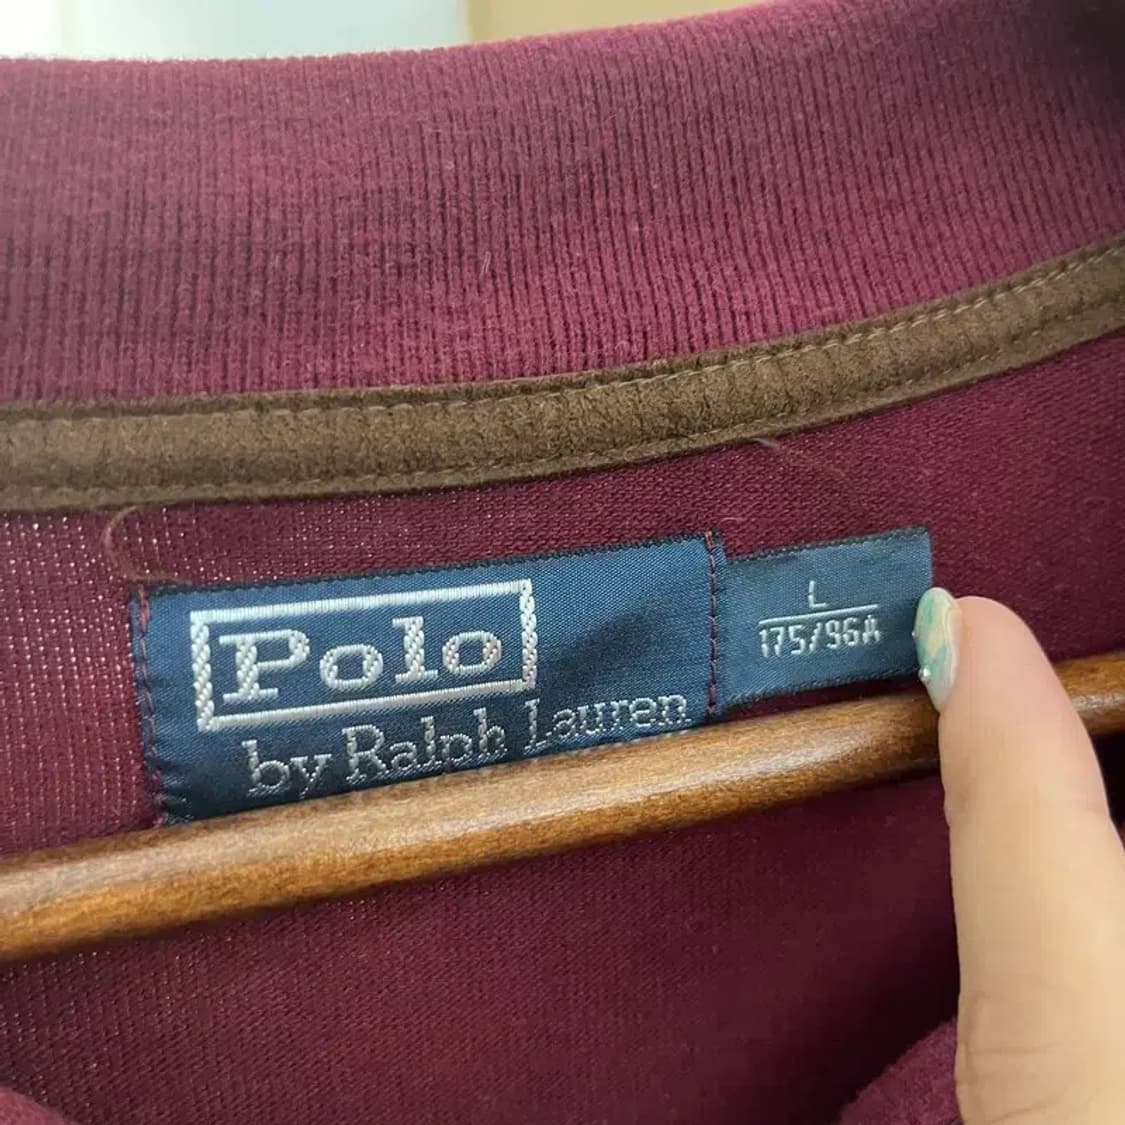 Polo
by Ralph Lauren
L
175/96A